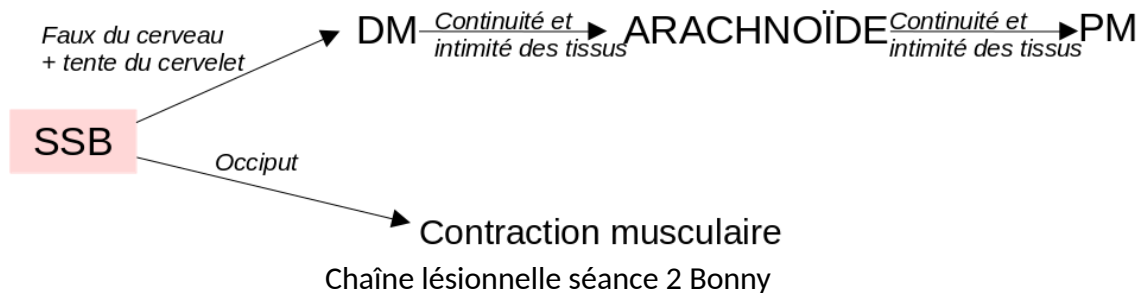 Faux du cerveau
+ tente du cervelet
DM
Continuité et
intimité des tissus
ARACHNOÏDE
Continuité et
intimité des tissus
PM
SSB
Occiput
Contraction musculaire
Chaîne lésionnelle séance 2 Bonny